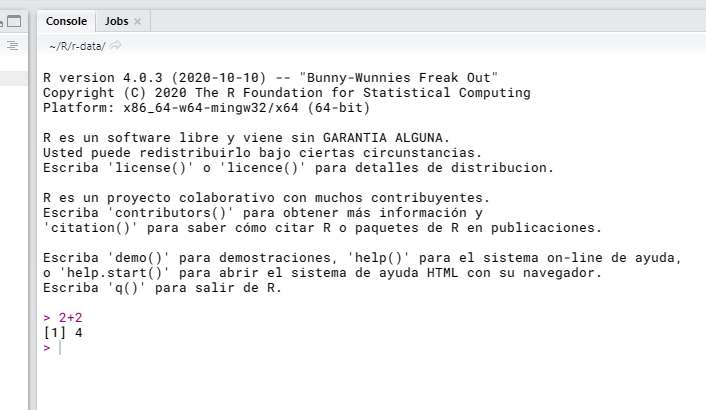 Console Jobs
~/R/r-data/
R version 4.0.3 (2020-10-10) -- "Bunny-Wunnies Freak Out"
Copyright (C) 2020 The R Foundation for Statistical Computing
Platform: x86_64-w64-mingw32/x64 (64-bit)
R es un software libre y viene sin GARANTIA ALGUNA.
Usted puede redistribuirlo bajo ciertas circunstancias.
Escriba 'license()' o 'licence()' para detalles de distribucion.
R es un proyecto colaborativo con muchos contribuyentes.
Escriba 'contributors()' para obtener más información y
'citation()' para saber cómo citar R o paquetes de R en publicaciones.
Escriba 'demo()' para demostraciones, 'help()' para el sistema on-line de ayuda,
o 'help.start()' para abrir el sistema de ayuda HTML con su navegador.
Escriba 'q()' para salir de R.
> 2+2
[1] 4
>